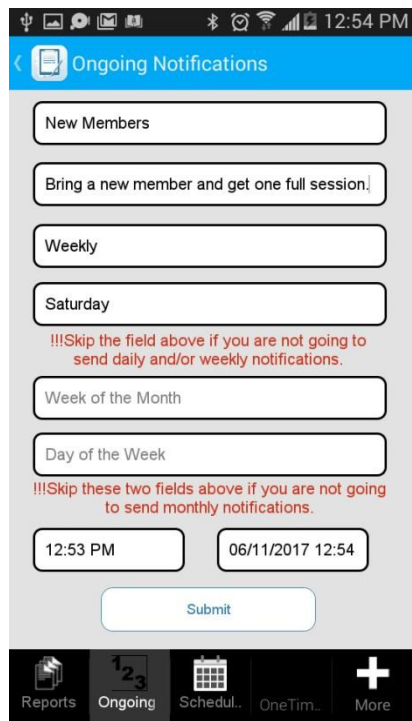 12:54 PM
Ongoing Notifications
New Members
Bring a new member and get one full session.
Weekly
Saturday
!!!Skip the field above if you are not going to
send daily and/or weekly notifications.
Week of the Month
Day of the Week
!!!Skip these two fields above if you are not going
to send monthly notifications.
12:53 PM 06/11/2017 12:54
Submit
123
Reports Ongoing Schedul.. OneTim.. More